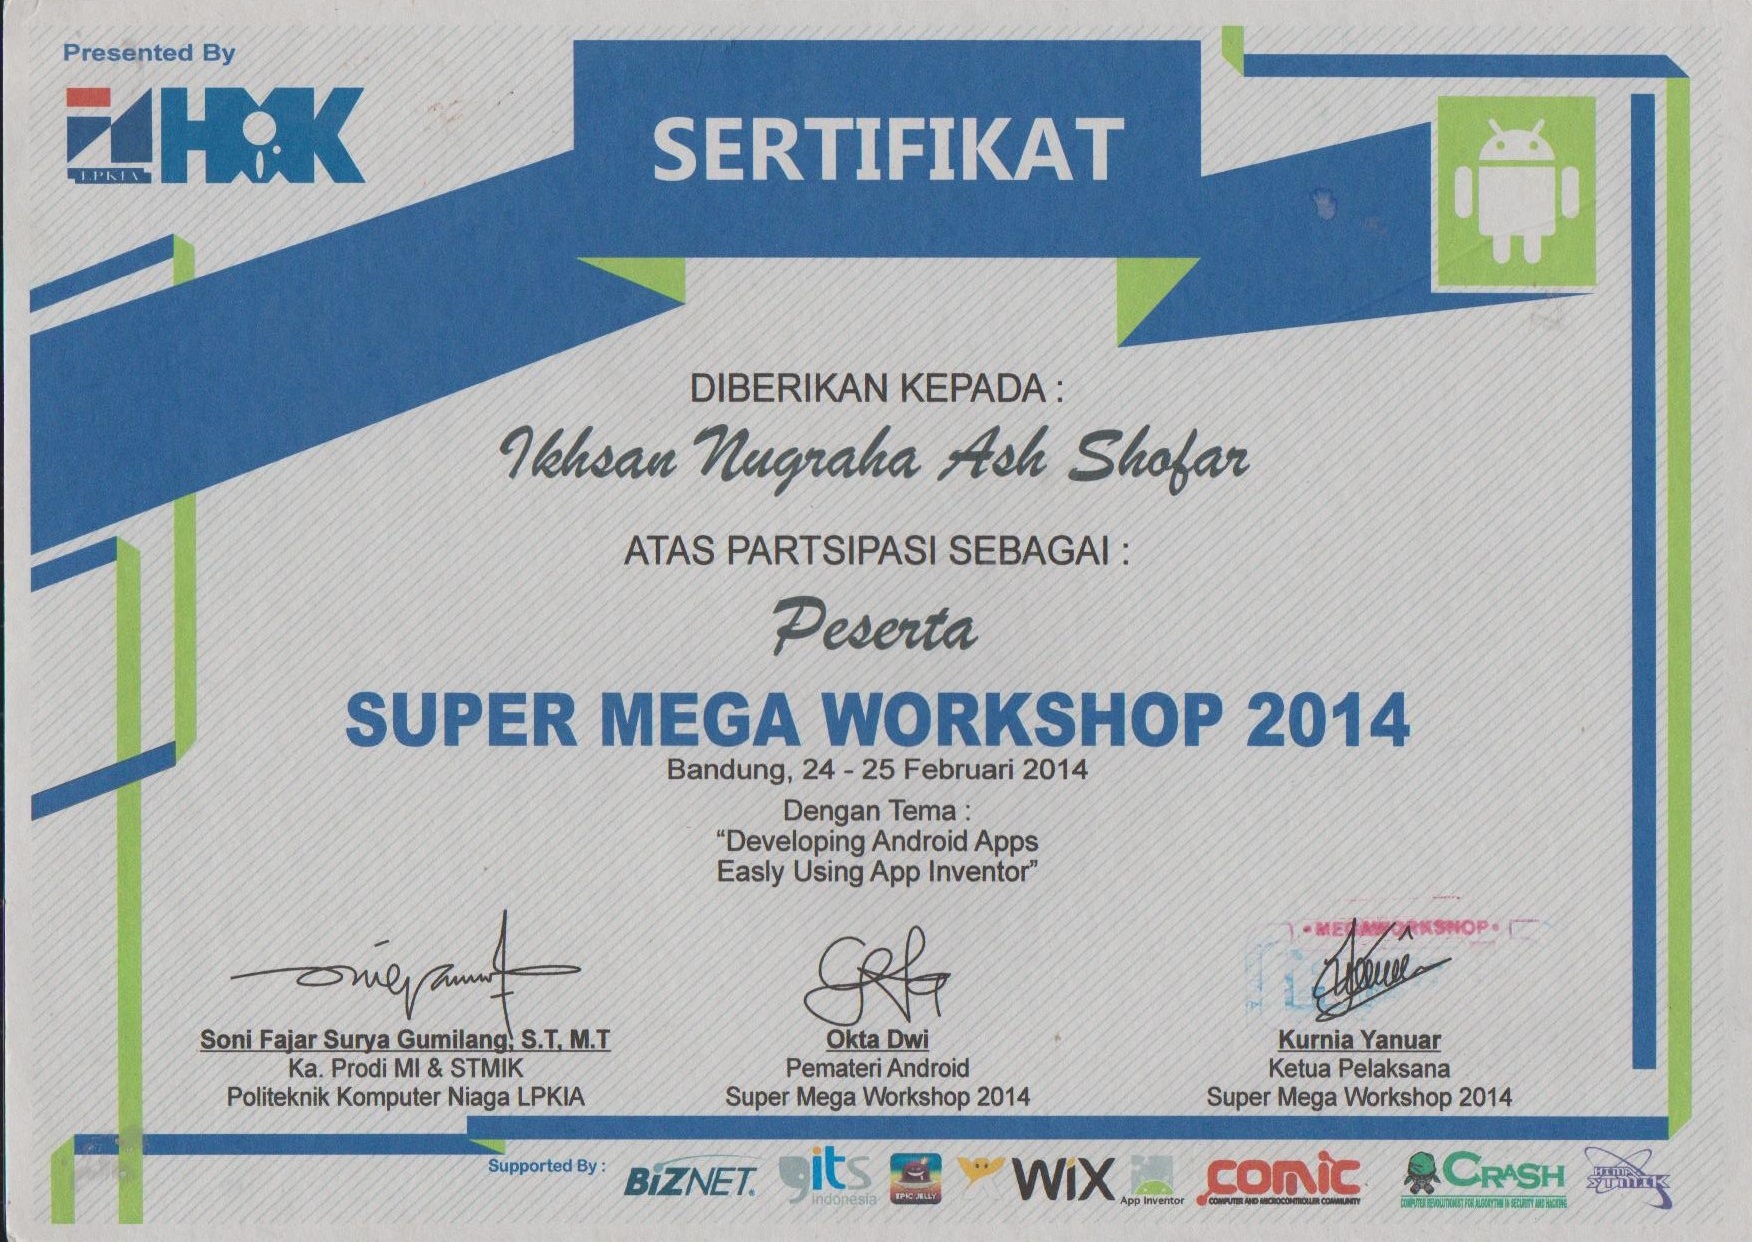 Presented By
LPKIA
SERTIFIKAT
DIBERIKAN KEPADA :
Ikhsan Nugraha Ash Shofar
ATAS PARTSIPASI SEBAGAI :
Peserta
SUPER MEGA WORKSHOP 2014
Bandung, 24 - 25 Februari 2014
Dengan Tema :
“Developing Android Apps
Easly Using App Inventor”
• MEGAWORKSHOP •
Soni Fajar Surya Gumilang, S.T, M.T
Ka. Prodi MI & STMIK
Politeknik Komputer Niaga LPKIA
Okta Dwi
Pemateri Android
Super Mega Workshop 2014
Kurnia Yanuar
Ketua Pelaksana
Super Mega Workshop 2014
Supported By :
BIZNET.
gits
indonesia
EPIC JELLY
WiX
App Inventor
COMIC
COMPUTER AND MICROCONTROLLER COMMUNITY
CRASH
COMPUTER REVOLUTIONIST FOR ALGORYTHM IN SECURITY AND HACKING